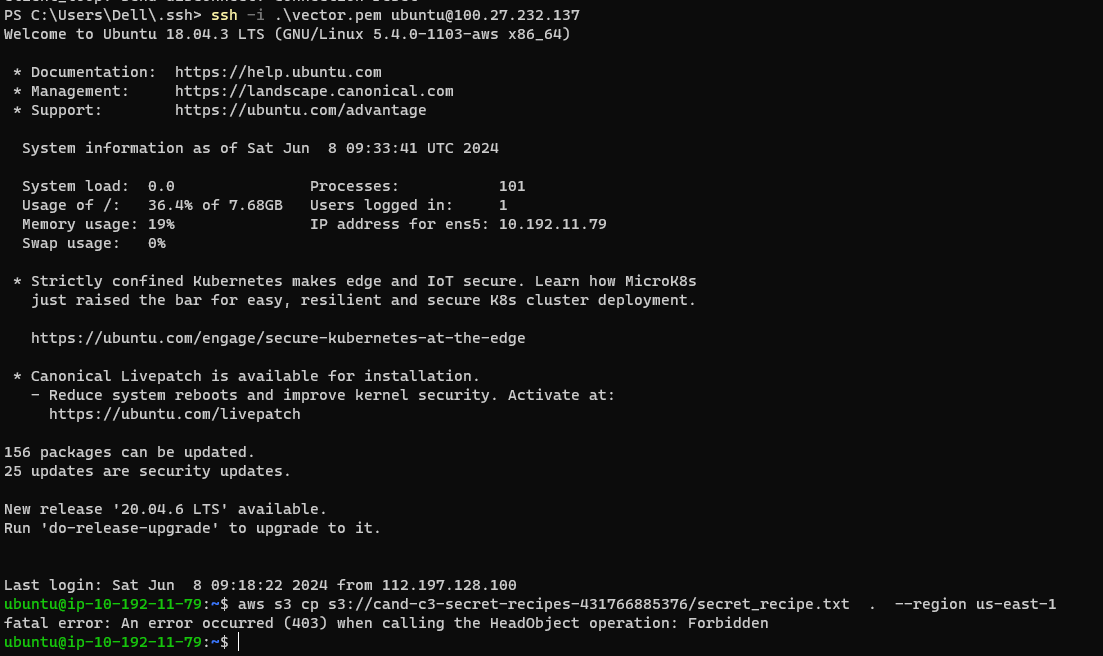 PS C:\Users\Dell\.ssh> ssh -i .\vector.pem ubuntu@100.27.232.137
Welcome to Ubuntu 18.04.3 LTS (GNU/Linux 5.4.0-1103-aws x86_64)
* Documentation:  https://help.ubuntu.com
* Management:     https://landscape.canonical.com
* Support:        https://ubuntu.com/advantage
System information as of Sat Jun  8 09:33:41 UTC 2024
System load:  0.0               Processes:           101
Usage of /:   36.4% of 7.68GB   Users logged in:     1
Memory usage: 19%               IP address for ens5: 10.192.11.79
Swap usage:   0%
* Strictly confined Kubernetes makes edge and IoT secure. Learn how MicroK8s
just raised the bar for easy, resilient and secure K8s cluster deployment.
https://ubuntu.com/engage/secure-kubernetes-at-the-edge
* Canonical Livepatch is available for installation.
- Reduce system reboots and improve kernel security. Activate at:
https://ubuntu.com/livepatch
156 packages can be updated.
25 updates are security updates.
New release '20.04.6 LTS' available.
Run 'do-release-upgrade' to upgrade to it.
Last login: Sat Jun  8 09:18:22 2024 from 112.197.128.100
ubuntu@ip-10-192-11-79:~$ aws s3 cp s3://cand-c3-secret-recipes-431766885376/secret_recipe.txt  .  --region us-east-1
fatal error: An error occurred (403) when calling the HeadObject operation: Forbidden
ubuntu@ip-10-192-11-79:~$